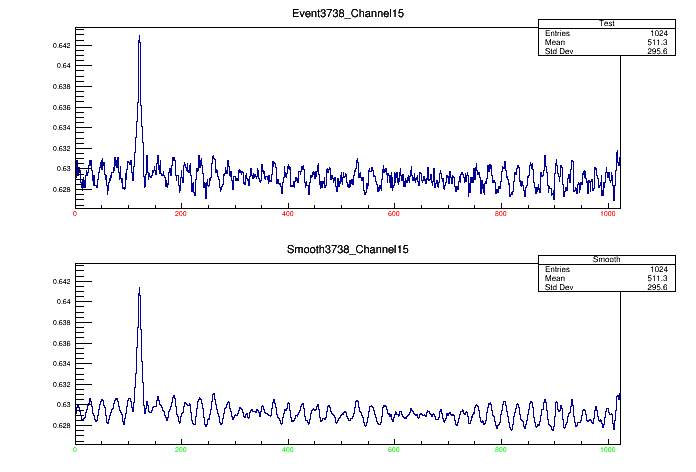 Event3738_Channel15
Test
Entries 1024
Mean 511.3
Std Dev 295.6
0.642
0.64
0.638
0.636
0.634
0.632
0.63
0.628
0 200 400 600 800 1000
Smooth3738_Channel15
Smooth
Entries 1024
Mean 511.3
Std Dev 295.6
0.642
0.64
0.638
0.636
0.634
0.632
0.63
0.628
0 200 400 600 800 1000